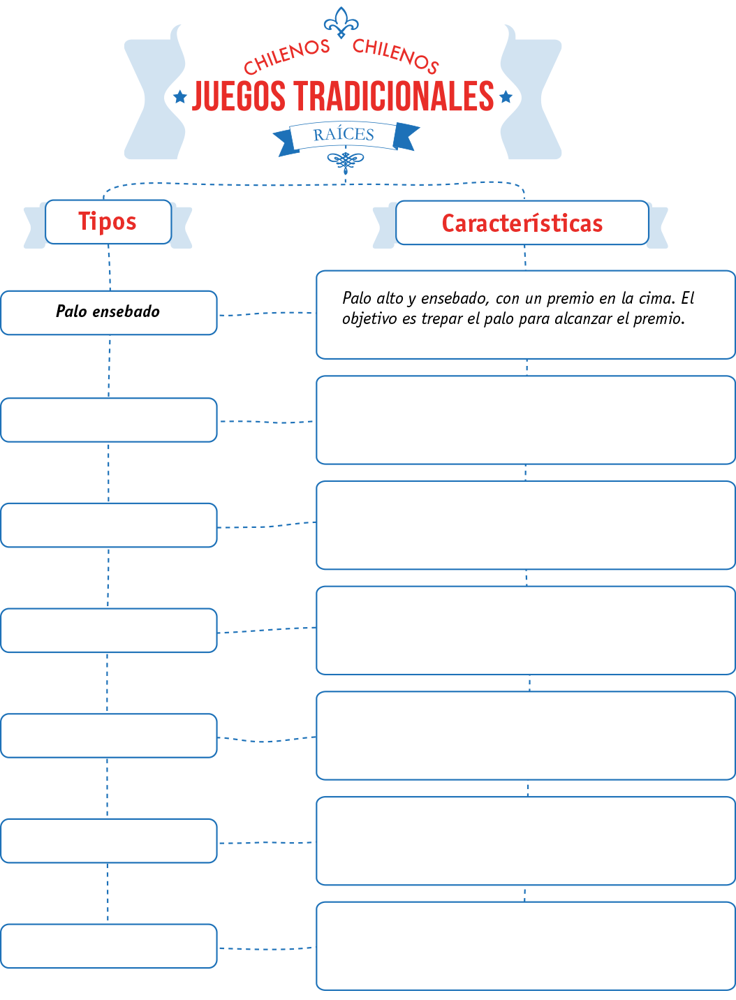 CHILENOS CHILENOS
JUEGOS TRADICIONALES
RAÍCES
Tipos
Características
Palo ensebado
Palo alto y ensebado, con un premio en la cima. El
objetivo es trepar el palo para alcanzar el premio.